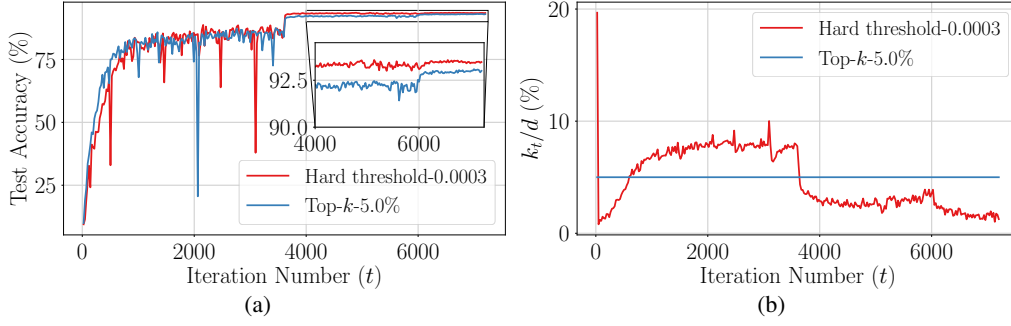 75
50
25
Test Accuracy (%)
0
2000
4000
6000
Iteration Number (t)
92.5
90.0
4000
6000
Hard threshold-0.0003
Top-k-5.0%
(a)
20
10
0
k_t/d (%)
0
2000
4000
6000
Iteration Number (t)
Hard threshold-0.0003
Top-k-5.0%
(b)